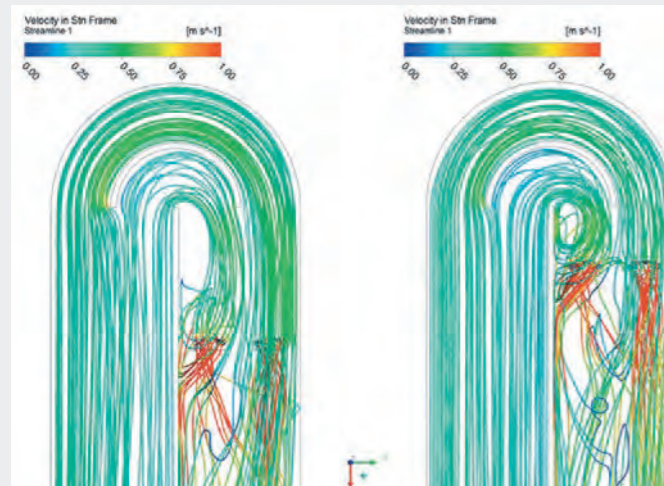 Velocity in Stn Frame
Streamline 1
[m s^-1]
0.00
0.25
0.50
0.75
1.00
Velocity in Stn Frame
Streamline 1
[m s^-1]
0.00
0.25
0.50
0.75
1.00